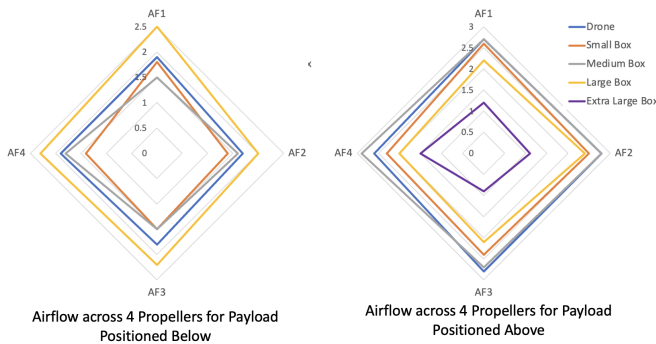 AF1
2.5
2
1.5
1
0.5
0
AF2
AF3
AF4
Airflow across 4 Propellers for Payload
Positioned Below
‹
AF1
3
2.5
2
1.5
1
0.5
0
AF2
AF3
AF4
Drone
Small Box
Medium Box
Large Box
Extra Large Box
Airflow across 4 Propellers for Payload
Positioned Above